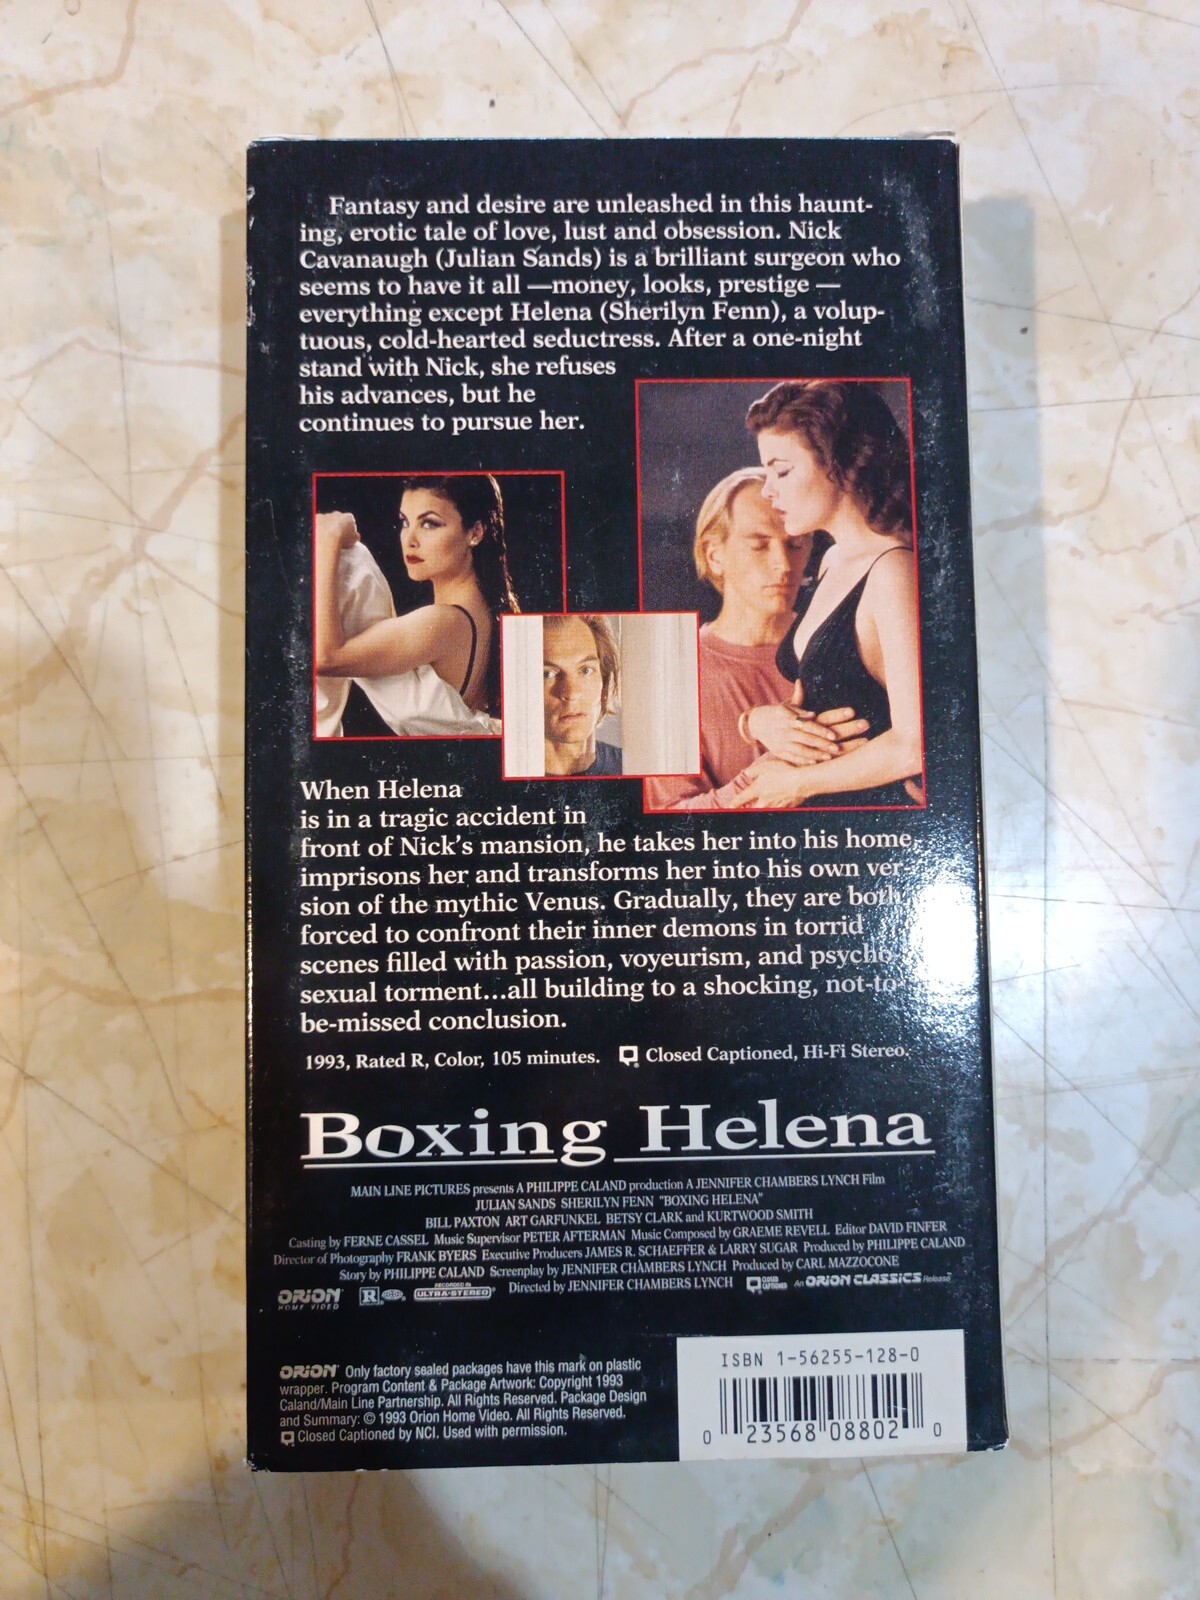 Fantasy and desire are unleashed in this haunt-
ing, erotic tale of love, lust and obsession. Nick
Cavanaugh (Julian Sands) is a brilliant surgeon who
seems to have it all —money, looks, prestige —
everything except Helena (Sherilyn Fenn), a volup-
tuous, cold-hearted seductress. After a one-night
stand with Nick, she refuses
his advances, but he
continues to pursue her.
When Helena
is in a tragic accident in
front of Nick's mansion, he takes her into his home,
imprisons her and transforms her into his own ver-
sion of the mythic Venus. Gradually, they are both
forced to confront their inner demons in torrid
scenes filled with passion, voyeurism, and psycho-
sexual torment...all building to a shocking, not-to-
be-missed conclusion.
1993, Rated R, Color, 105 minutes. Closed Captioned, Hi-Fi Stereo.
Boxing Helena
MAIN LINE PICTURES presents A PHILIPPE CALAND production A JENNIFER CHAMBERS LYNCH Film
JULIAN SANDS SHERILYN FENN "BOXING HELENA"
BILL PAXTON ART GARFUNKEL BETSY CLARK and KURTWOOD SMITH
Casting by FERNE CASSEL Music Supervisor PETER AFTERMAN Music Composed by GRAEME REVELL Editor DAVID FINFER
Director of Photography FRANK BYERS Executive Producers JAMES R. SCHAEFFER & LARRY SUGAR Produced by PHILIPPE CALAND
Story by PHILIPPE CALAND Screenplay by JENNIFER CHAMBERS LYNCH Produced by CARL MAZZOCONE
Directed by JENNIFER CHAMBERS LYNCH CLOSED CAPTIONED An ORION CLASSICS Release
ORION HOME VIDEO R RECORDED IN ULTRA-STEREO
ORION Only factory sealed packages have this mark on plastic
wrapper. Program Content & Package Artwork: Copyright 1993
Caland/Main Line Partnership. All Rights Reserved. Package Design
and Summary: © 1993 Orion Home Video. All Rights Reserved.
Closed Captioned by NCI. Used with permission.
ISBN 1-56255-128-0
0 23568 08802 0